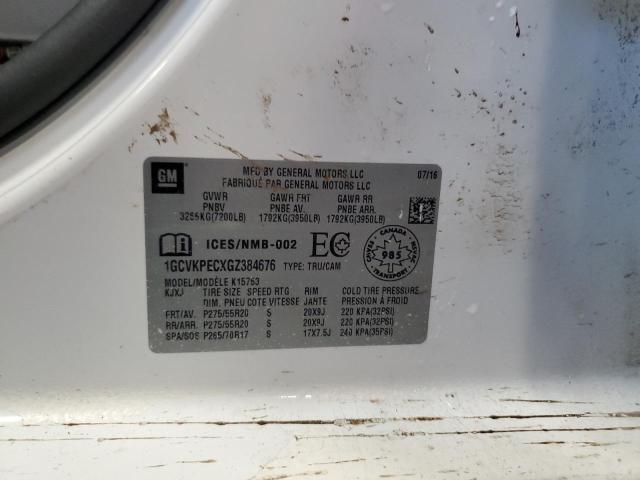 GM
MFG BY GENERAL MOTORS LLC 07/16
FABRIQUÉ PAR GENERAL MOTORS LLC
GVWR GAWR FRT GAWR RR
PNBV PNBE AV. PNBE ARR.
3265KG(7200LB) 1792KG(3950LB) 1792KG(3950LB)
ICES/NMB-002 EC CANADA 985
1GCVKPECXGZ384676 TYPE: TRU/CAM
MODEL/MODÈLE K15753
KJXJ TIRE SIZE SPEED RTG RIM COLD TIRE PRESSURE
DIM, PNEU COTE VITESSE JANTE PRESSION À FROID
FRT/AV. P275/55R20 S 20X9J 220 KPA(32PSI)
RR/ARR. P275/55R20 S 20X9J 220 KPA(32PSI)
SPA/SOS P265/70R17 S 17X7.5J 240 KPA(35PSI)